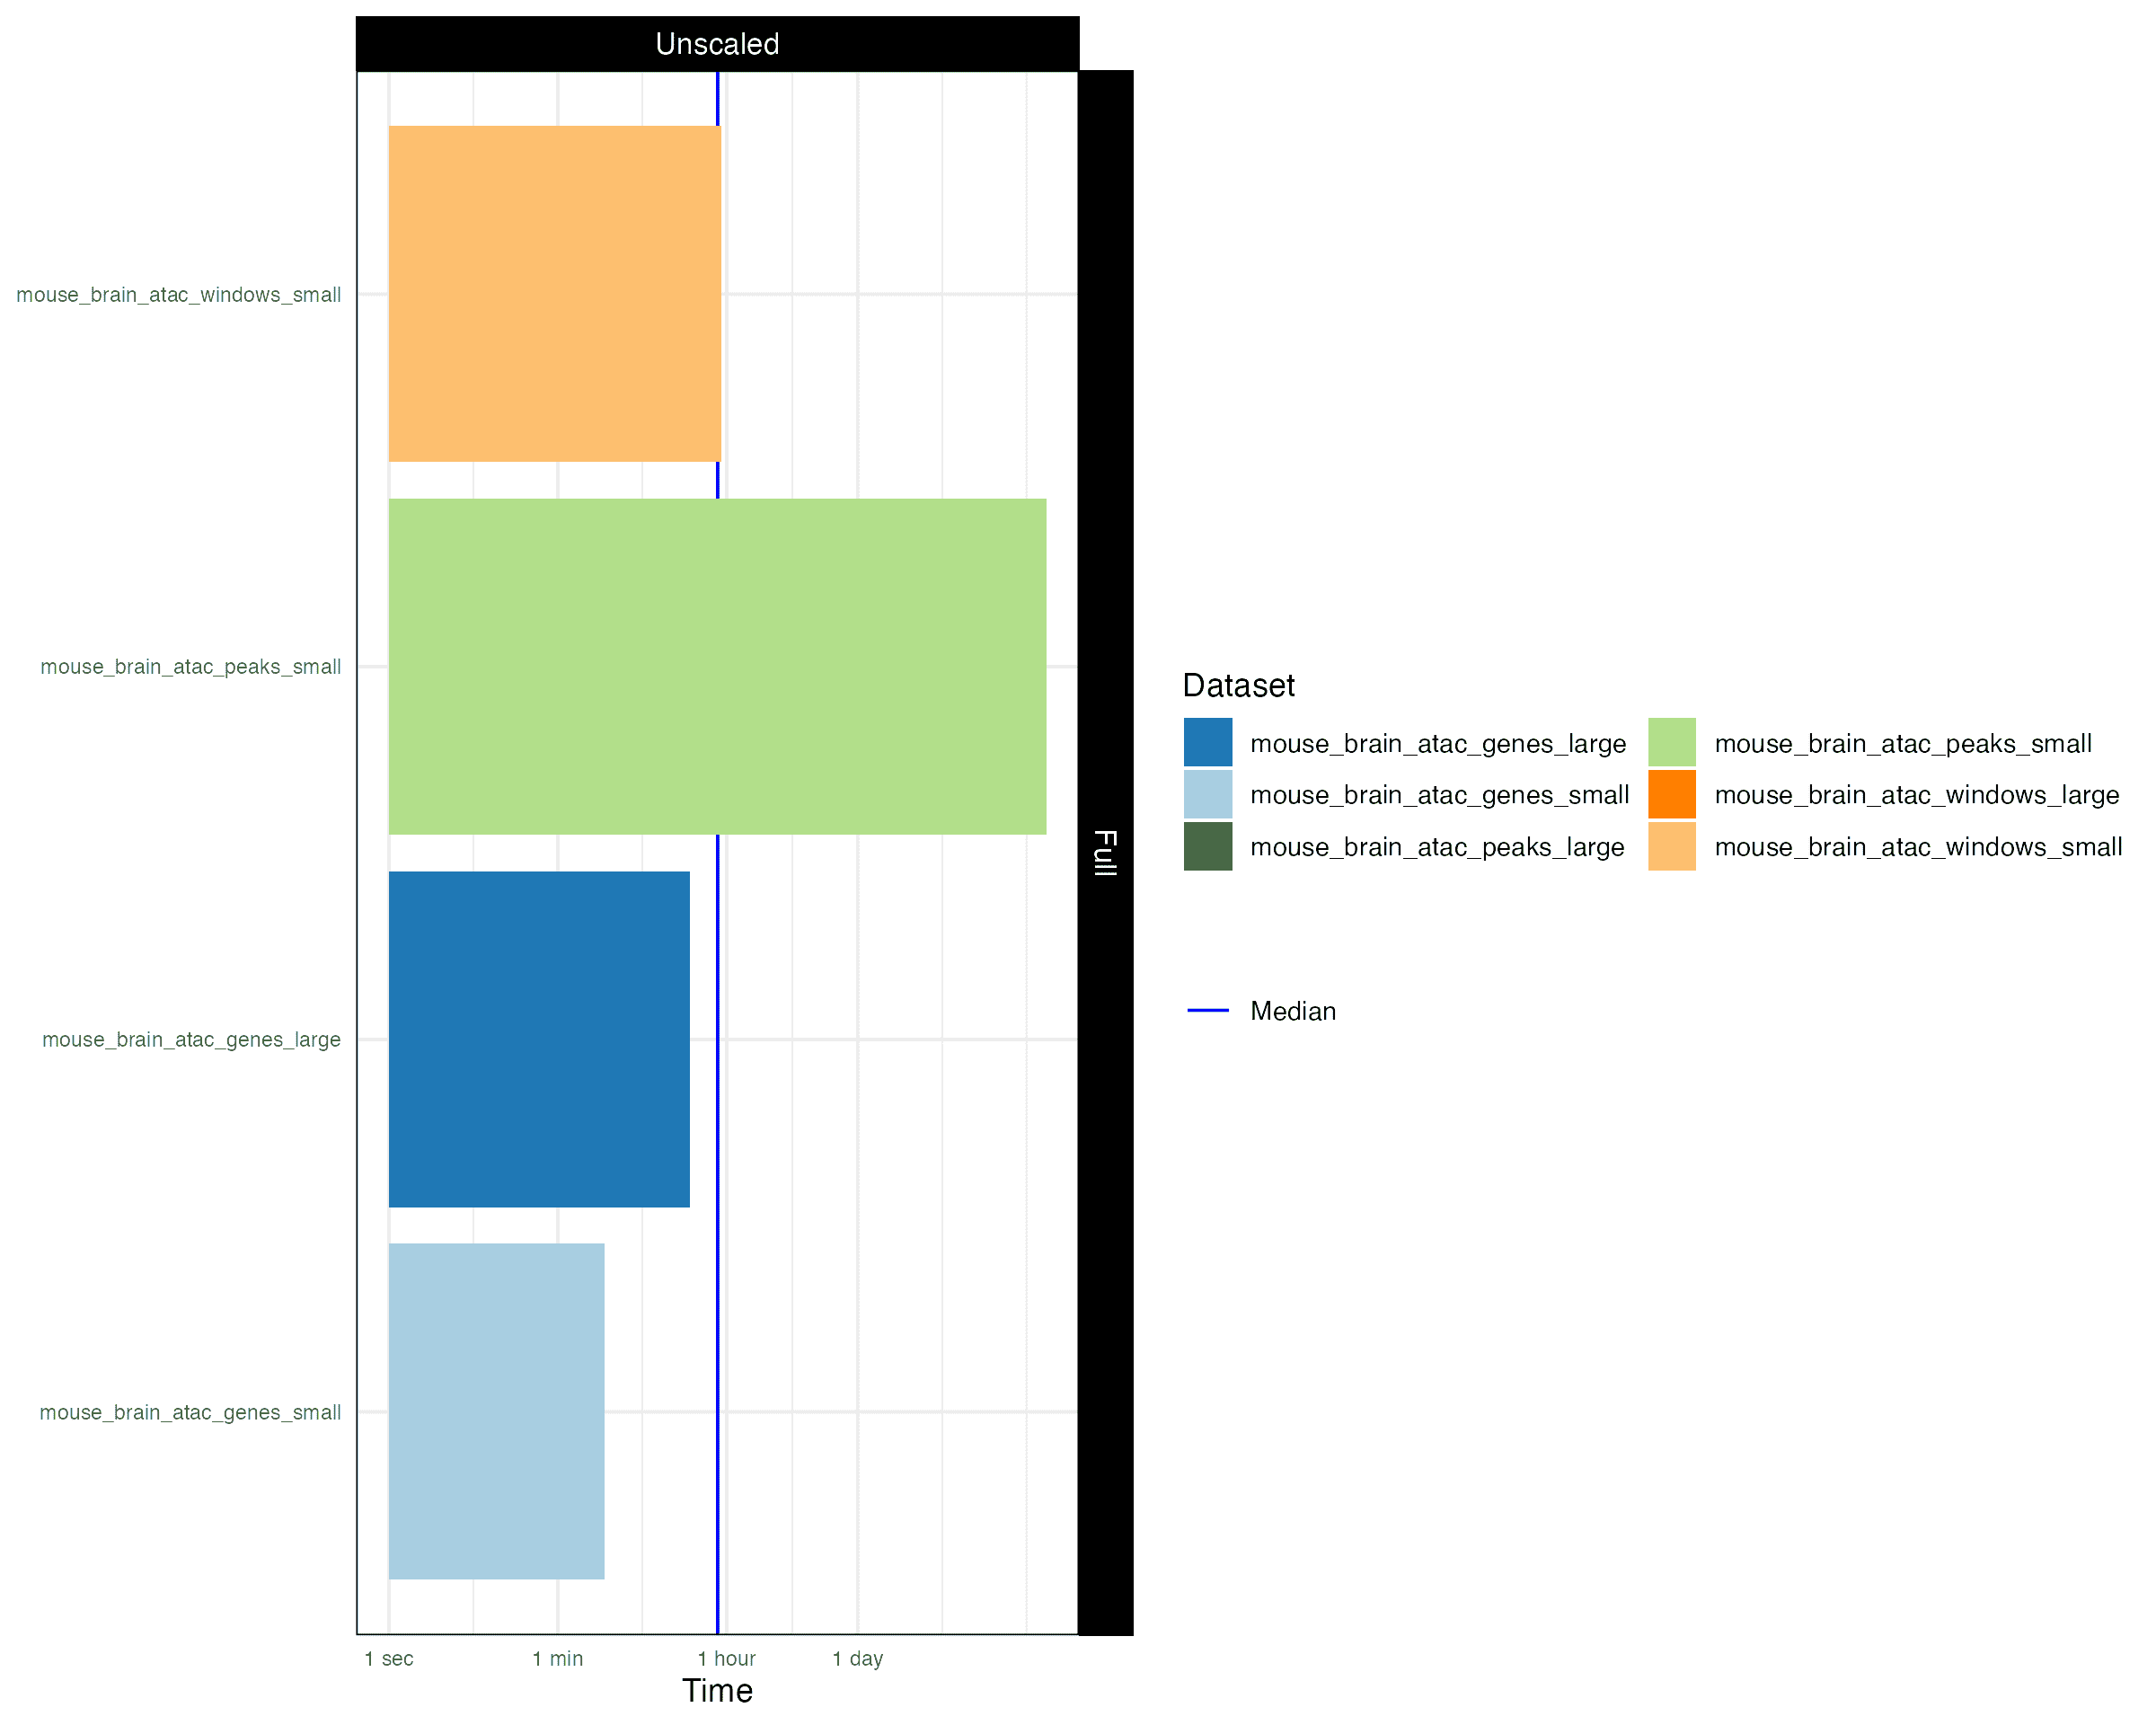 Unscaled
mouse_brain_atac_windows_small
mouse_brain_atac_peaks_small
mouse_brain_atac_genes_large
mouse_brain_atac_genes_small
1 sec 1 min 1 hour 1 day
Time
Full
Dataset
mouse_brain_atac_genes_large mouse_brain_atac_peaks_small
mouse_brain_atac_genes_small mouse_brain_atac_windows_large
mouse_brain_atac_peaks_large mouse_brain_atac_windows_small
Median